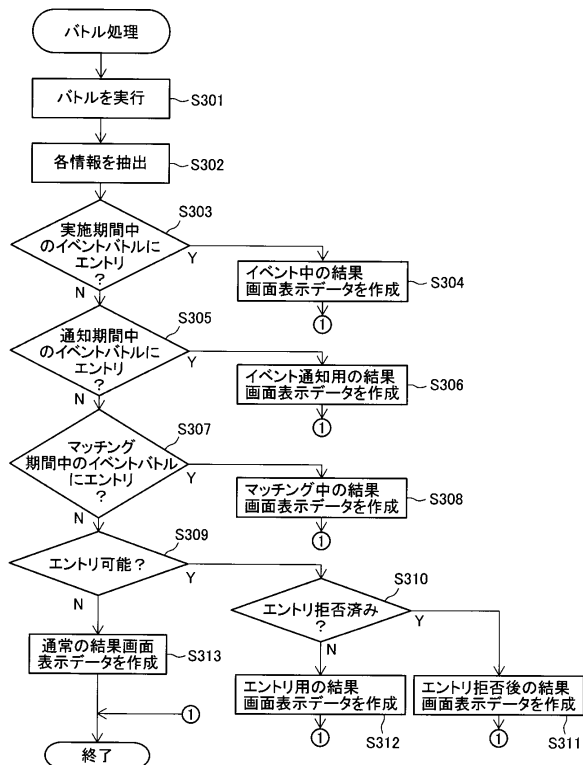 バトル処理
バトルを実行
S301
各情報を抽出
S302
S303
実施期間中
のイベントバトルに
エントリ
?
Y
N
イベント中の結果
画面表示データを作成
S304
①
S305
通知期間中
のイベントバトルに
エントリ
?
Y
N
イベント通知用の結果
画面表示データを作成
S306
①
S307
マッチング
期間中のイベントバトル
にエントリ
?
Y
N
マッチング中の結果
画面表示データを作成
S308
①
S309
エントリ可能?
Y
N
S310
エントリ拒否済み
?
Y
N
通常の結果画面
表示データを作成
S313
エントリ用の結果
画面表示データを作成
S312
①
エントリ拒否後の結果
画面表示データを作成
S311
①
①
終了